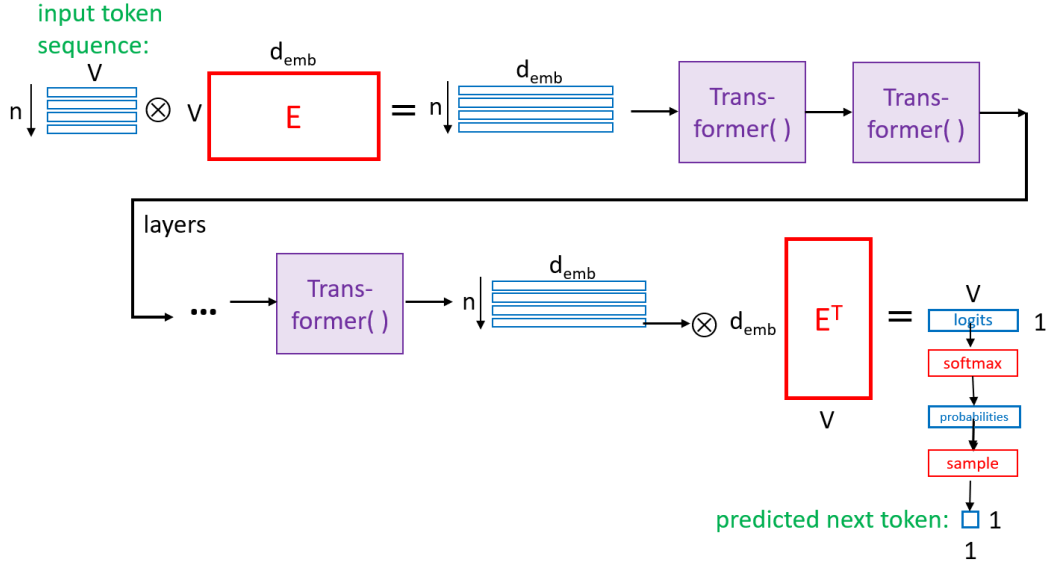 input token
sequence:
V
n
⊗
V
d_emb
E
=
d_emb
n
Trans-
former( )
Trans-
former( )
layers
...
Trans-
former( )
d_emb
n
⊗
d_emb
E^T
V
=
V
logits
1
softmax
probabilities
sample
predicted next token:
1
1